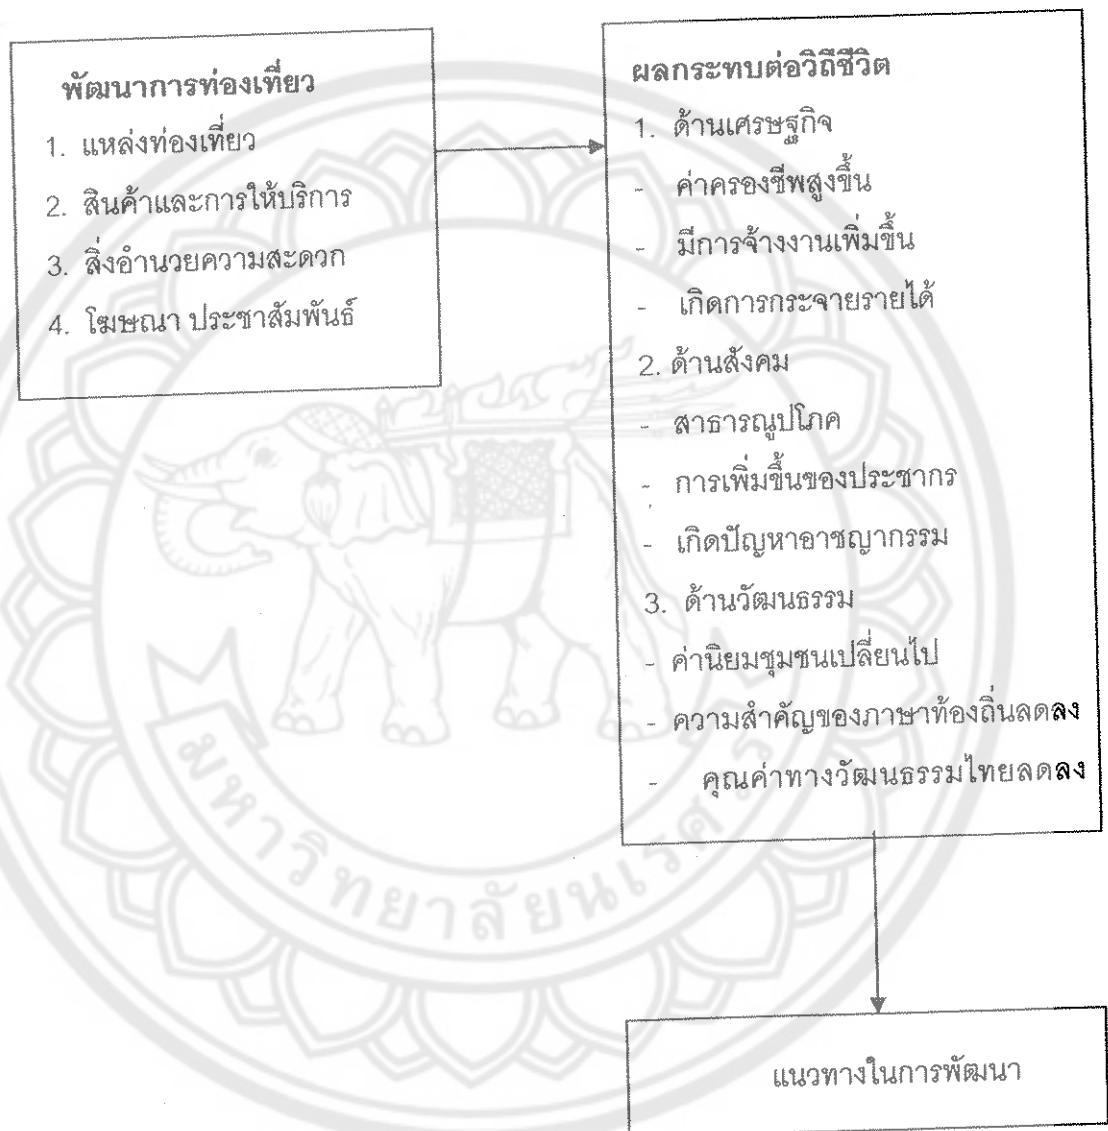 พัฒนาการท่องเที่ยว
1. แหล่งท่องเที่ยว
2. สินค้าและการให้บริการ
3. สิ่งอำนวยความสะดวก
4. โฆษณา ประชาสัมพันธ์
ผลกระทบต่อวิถีชีวิต
1. ด้านเศรษฐกิจ
- ค่าครองชีพสูงขึ้น
- มีการจ้างงานเพิ่มขึ้น
- เกิดการกระจายรายได้
2. ด้านสังคม
- สาธารณูปโภค
- การเพิ่มขึ้นของประชากร
- เกิดปัญหาอาชญากรรม
3. ด้านวัฒนธรรม
- ค่านิยมชุมชนเปลี่ยนไป
- ความสำคัญของภาษาท้องถิ่นลดลง
- คุณค่าทางวัฒนธรรมไทยลดลง
แนวทางในการพัฒนา
มหาวิทยาลัยนเรศวร